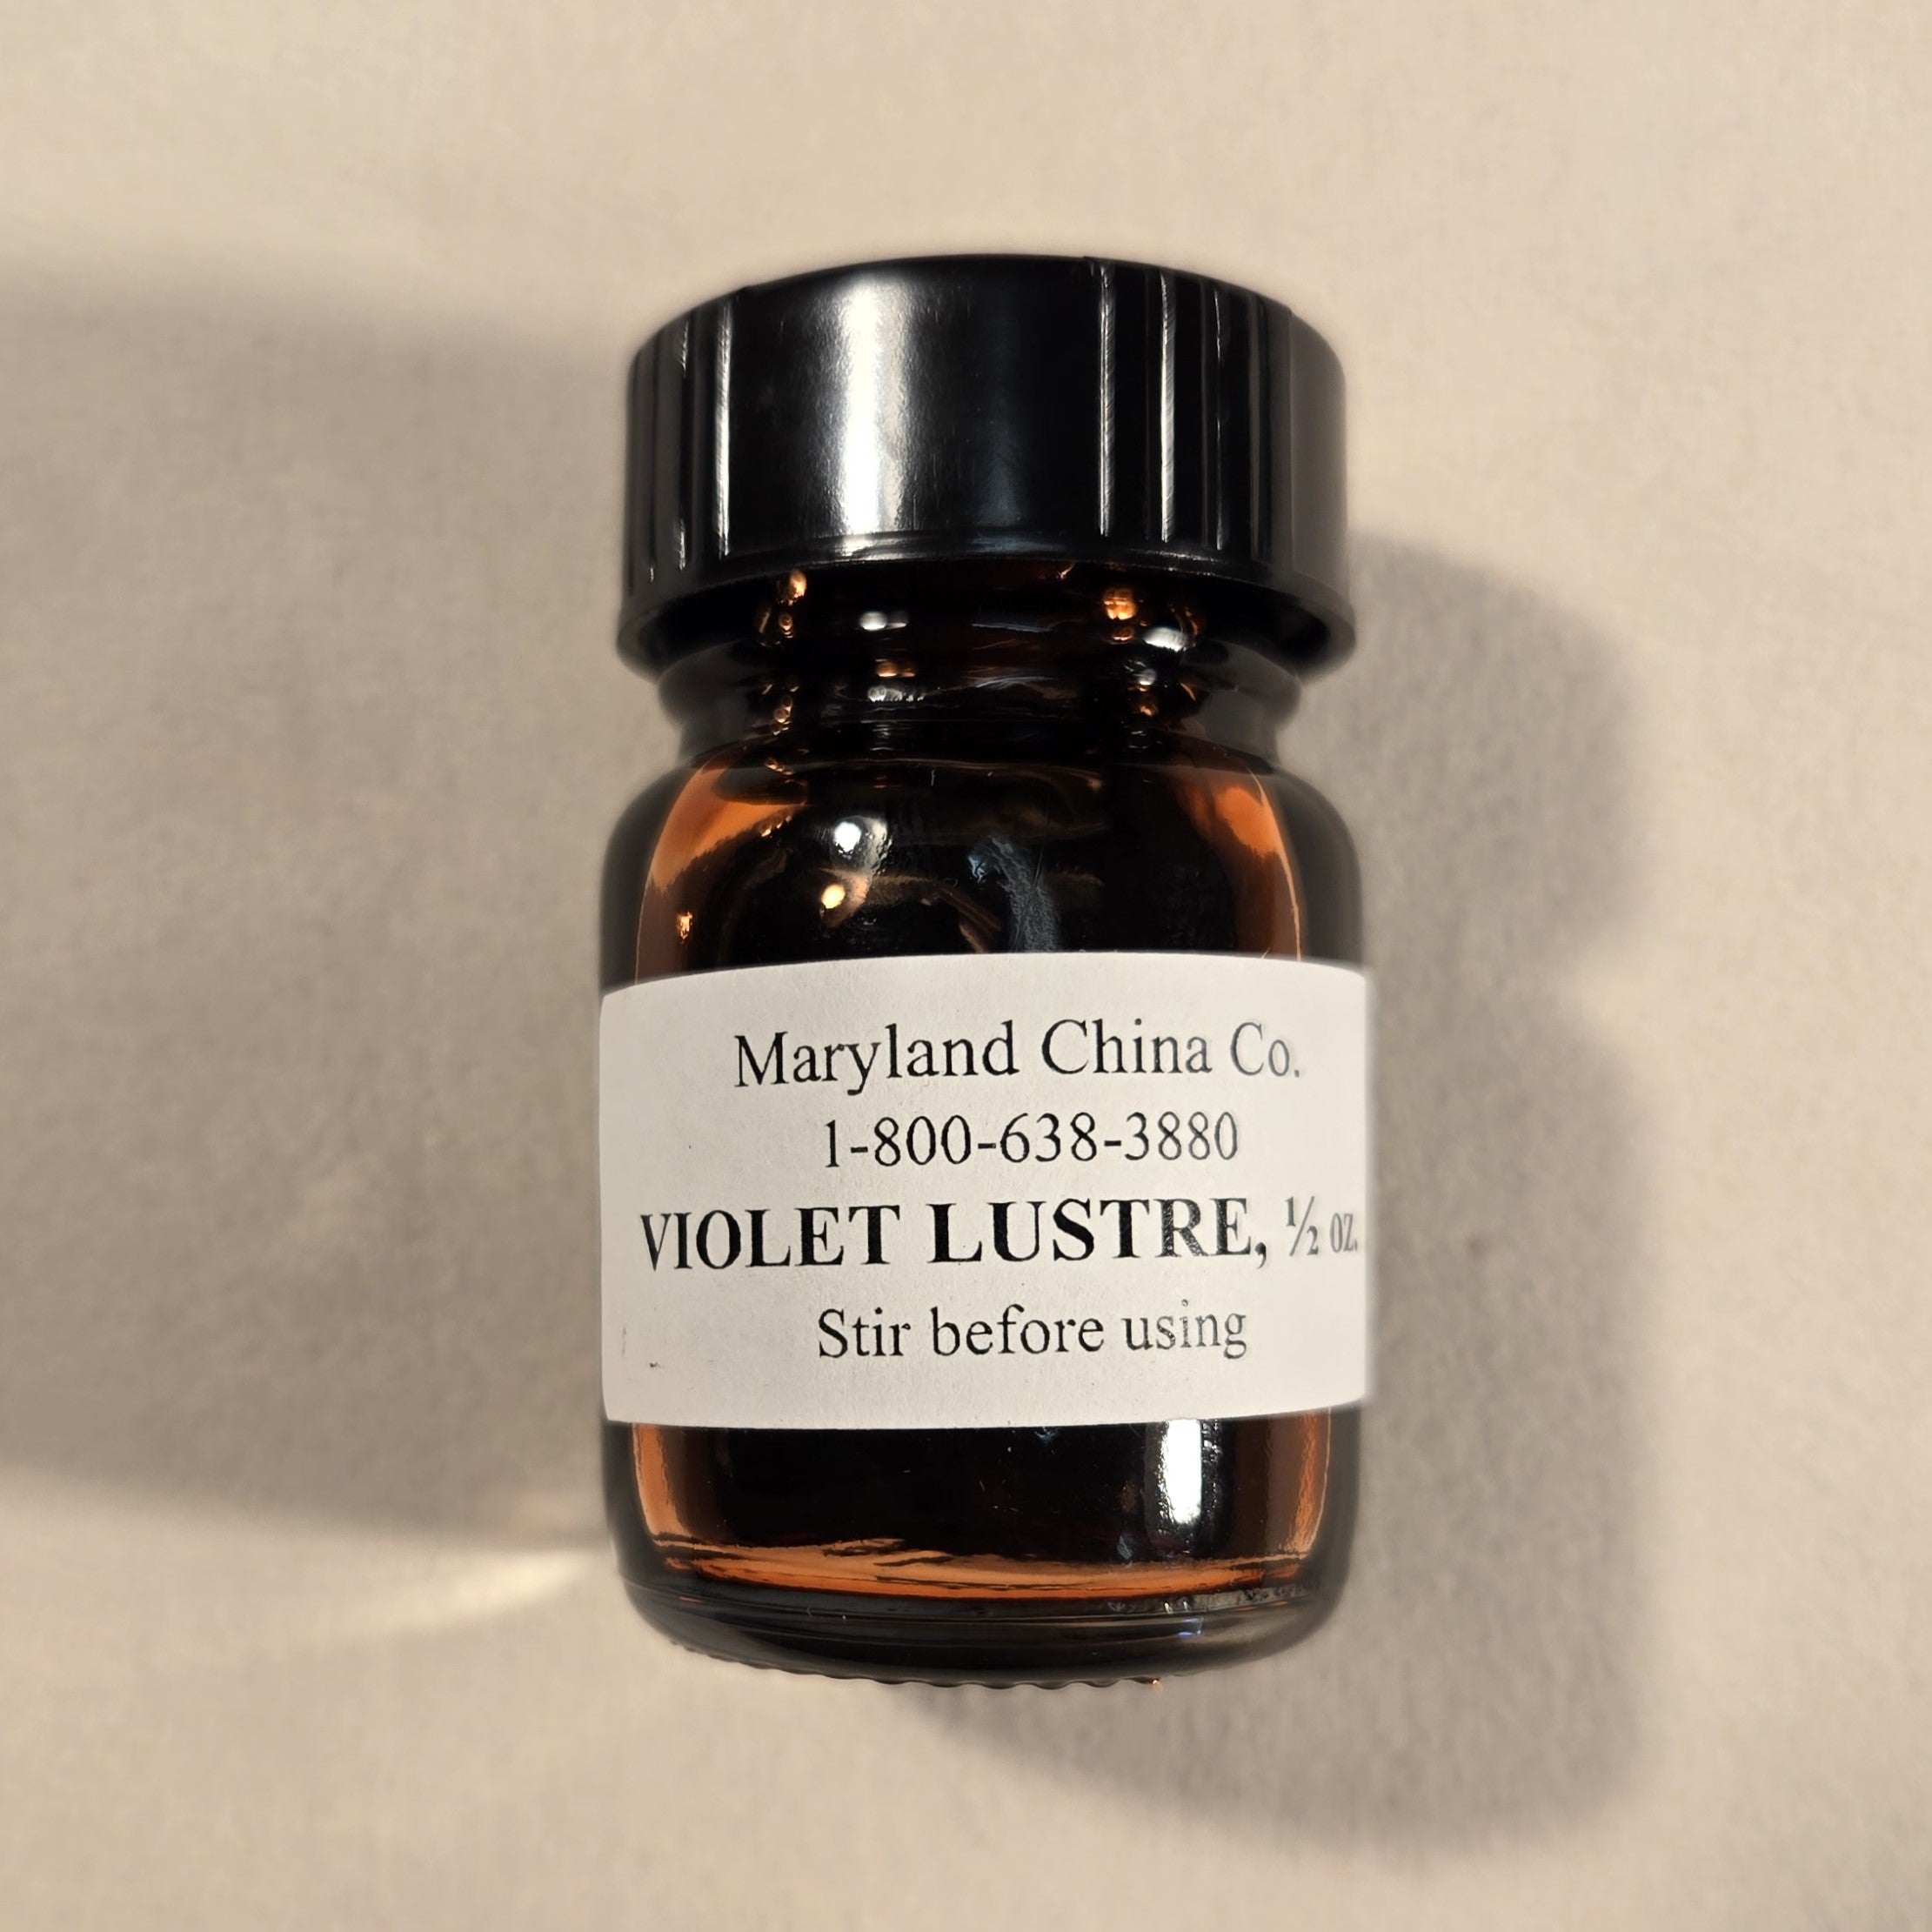 Maryland China Co.
1-800-638-3880
VIOLET LUSTRE, ½ oz.
Stir before using